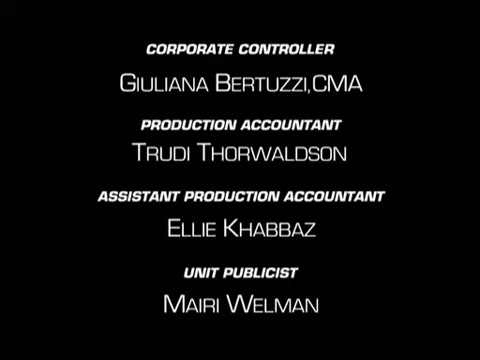 CORPORATE CONTROLLER
GIULIANA BERTUZZI,CMA
PRODUCTION ACCOUNTANT
TRUDI THORWALDSON
ASSISTANT PRODUCTION ACCOUNTANT
ELLIE KHABBAZ
UNIT PUBLICIST
MAIRI WELMAN